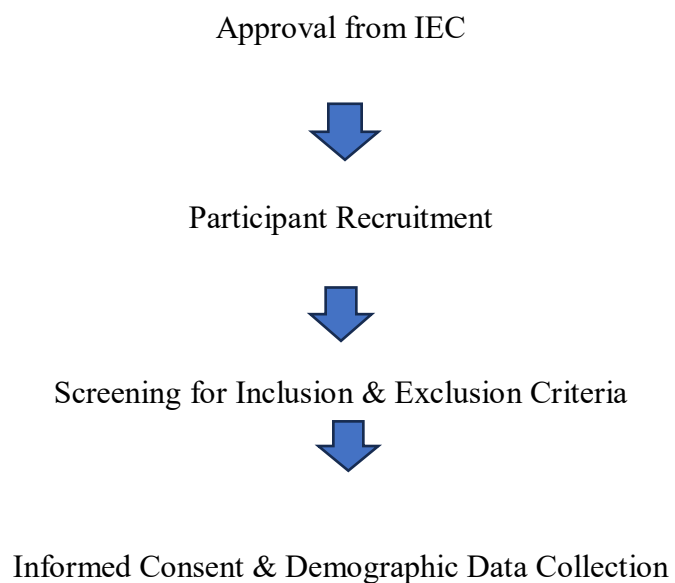 Approval from IEC
Participant Recruitment
Screening for Inclusion & Exclusion Criteria
Informed Consent & Demographic Data Collection